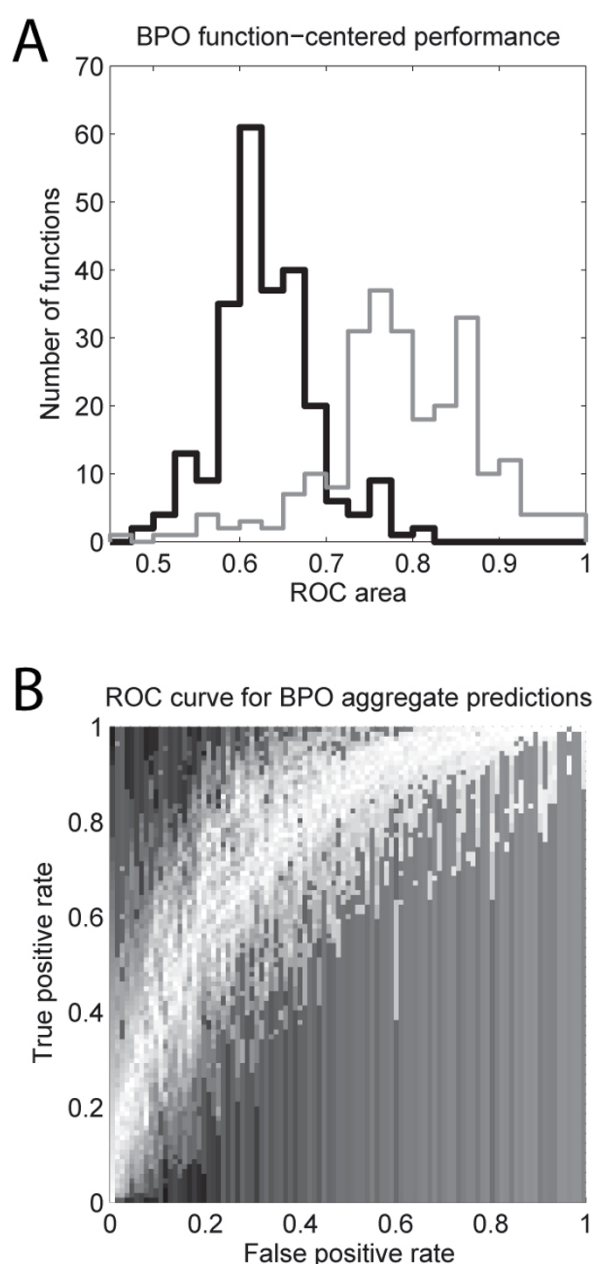 A
BPO function−centered performance
70
60
50
40
30
20
10
0
Number of functions
0.5 0.6 0.7 0.8 0.9 1
ROC area
B
ROC curve for BPO aggregate predictions
1
0.8
0.6
0.4
0.2
0
True positive rate
0 0.2 0.4 0.6 0.8 1
False positive rate